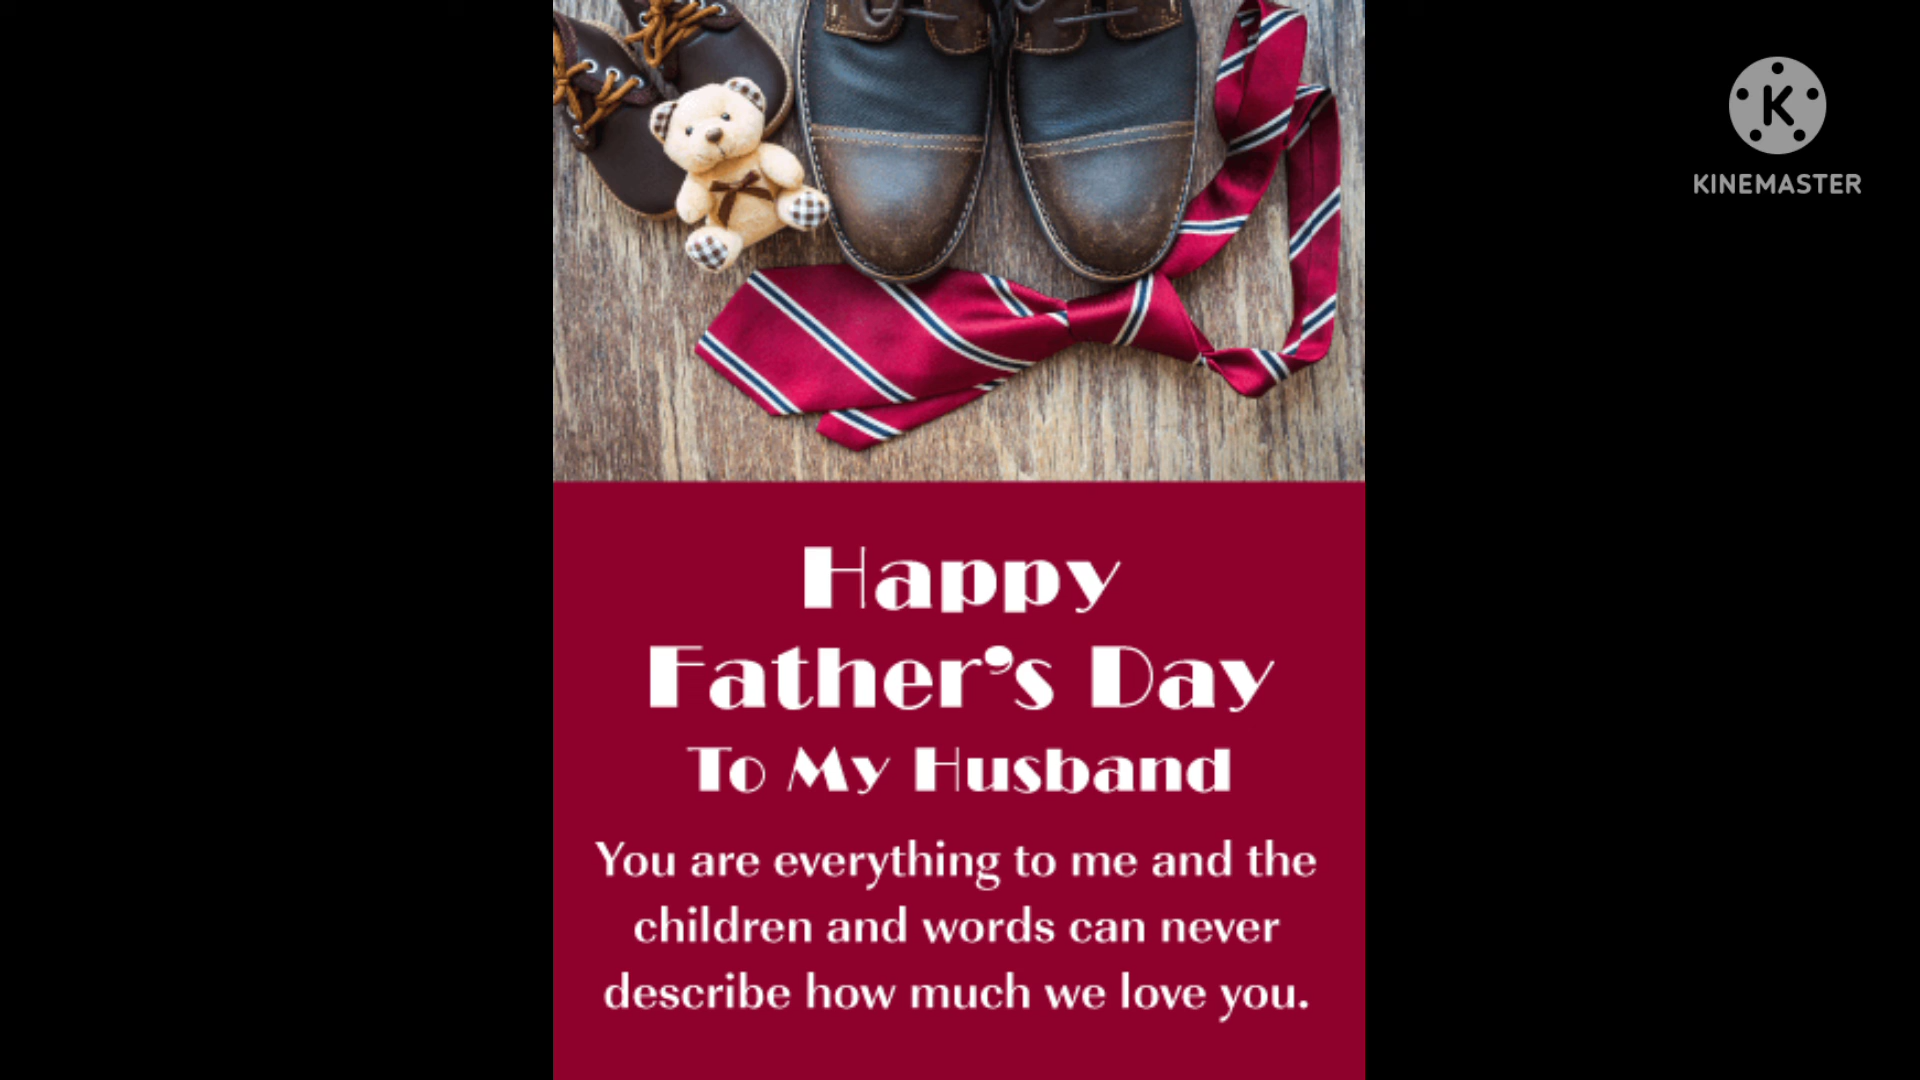 K
KINEMASTER
Happy
Father's Day
To My Husband
You are everything to me and the
children and words can never
describe how much we love you.